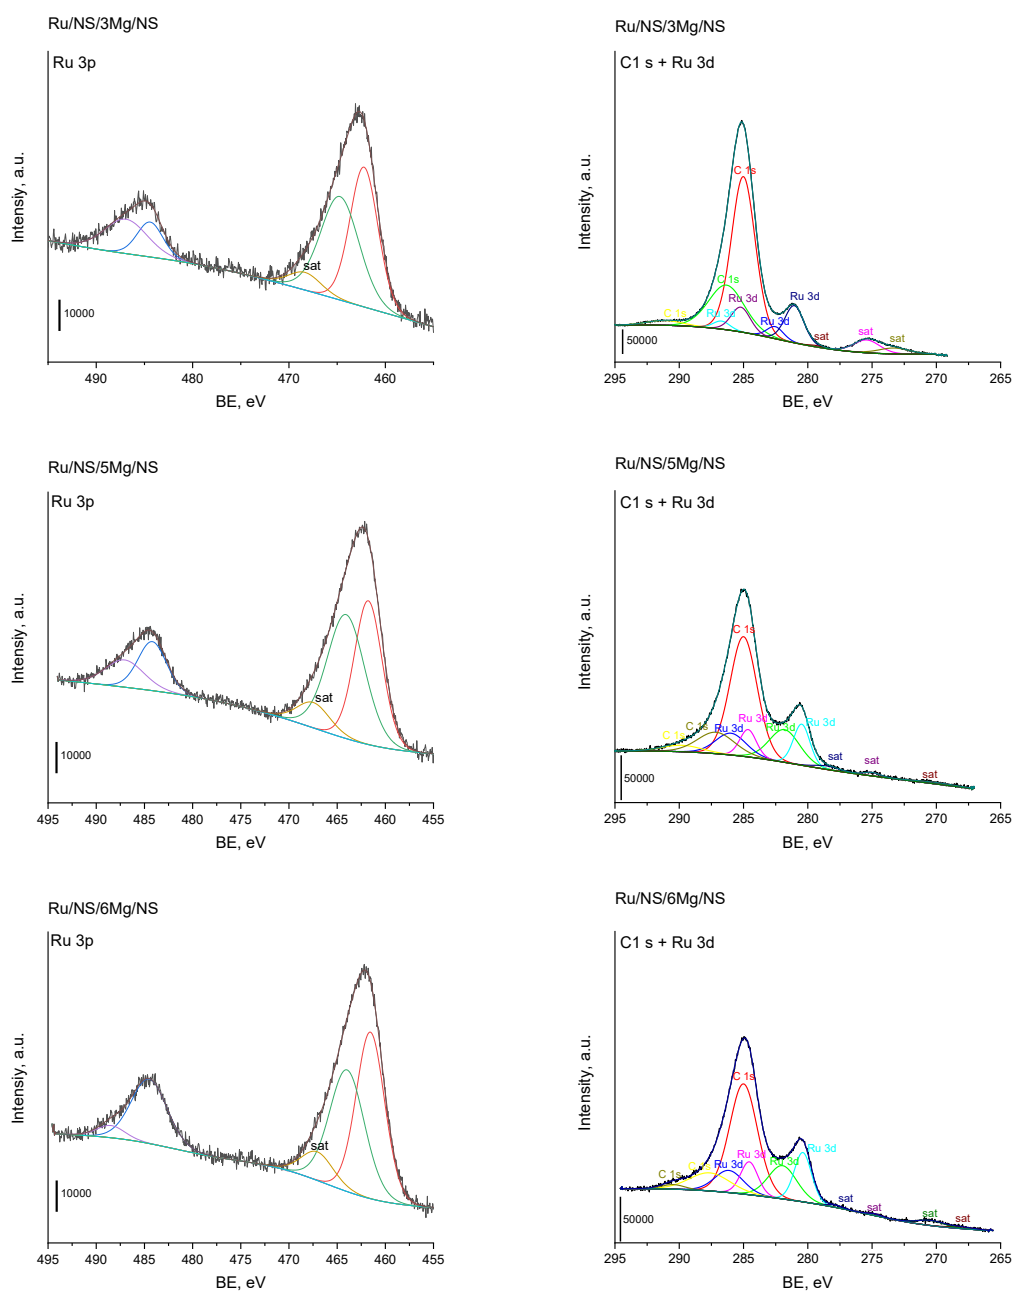 Ru/NS/3Mg/NS
Ru 3p
Intensiy, a.u.
sat
10000
490 480 470 460
BE, eV
Ru/NS/3Mg/NS
C1 s + Ru 3d
Intensity, a.u.
C 1s
C 1s
Ru 3d
Ru 3d
C 1s
Ru 3d
Ru 3d
sat
sat
sat
50000
295 290 285 280 275 270 265
BE, eV
Ru/NS/5Mg/NS
Ru 3p
Intensiy, a.u.
sat
10000
495 490 485 480 475 470 465 460 455
BE, eV
Ru/NS/5Mg/NS
C1 s + Ru 3d
Intensity, a.u.
C 1s
C 1s
Ru 3d
Ru 3d
Ru 3d
Ru 3d
C 1s
sat
sat
sat
50000
295 290 285 280 275 270 265
BE, eV
Ru/NS/6Mg/NS
Ru 3p
Intensiy, a.u.
sat
10000
495 490 485 480 475 470 465 460 455
BE, eV
Ru/NS/6Mg/NS
C1 s + Ru 3d
Intensity, a.u.
C 1s
Ru 3d
Ru 3d
Ru 3d
Ru 3d
C 1s
sat
sat
sat
sat
50000
295 290 285 280 275 270 265
BE, eV